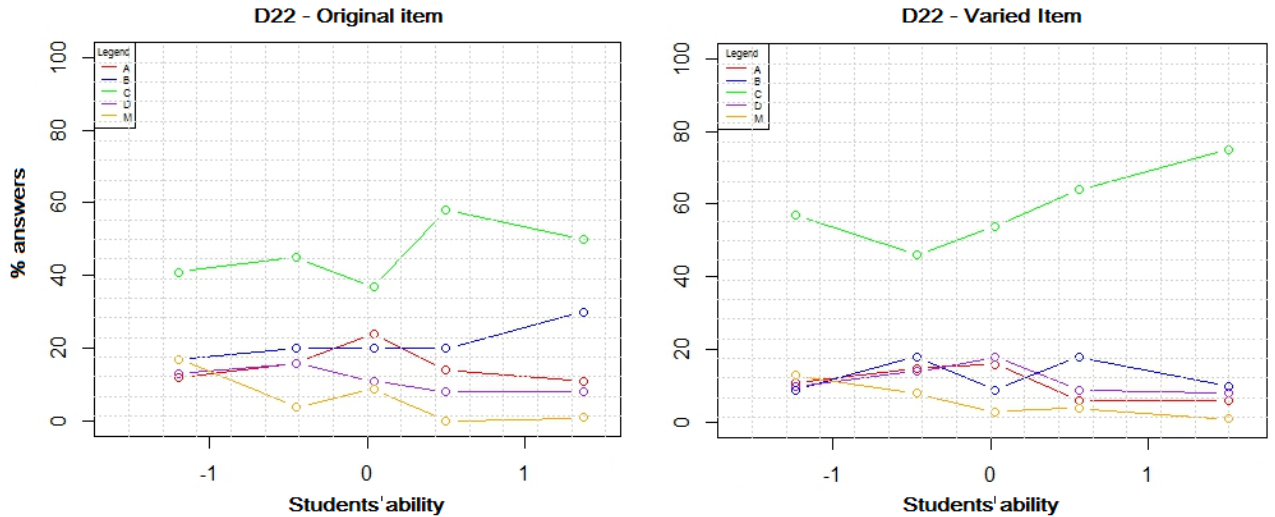 D22 - Original item
100
80
60
40
20
0
% answers
Legend
A
B
C
D
M
-1
0
1
Students'ability
D22 - Varied Item
100
80
60
40
20
0
Legend
A
B
C
D
M
-1
0
1
Students'ability